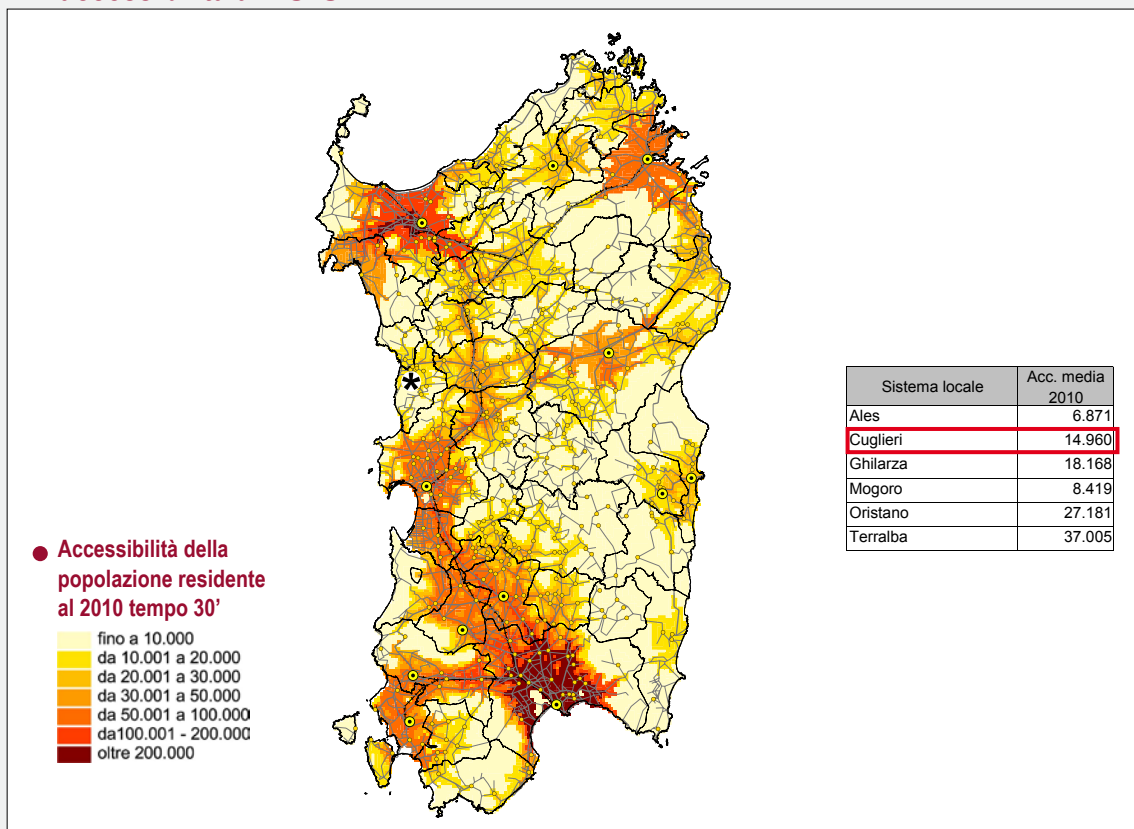 Accessibilità della
popolazione residente
al 2010 tempo 30'
fino a 10.000
da 10.001 a 20.000
da 20.001 a 30.000
da 30.001 a 50.000
da 50.001 a 100.000
da100.001 - 200.000
oltre 200.000
*
Sistema locale Acc. media 2010
Ales 6.871
Cuglieri 14.960
Ghilarza 18.168
Mogoro 8.419
Oristano 27.181
Terralba 37.005